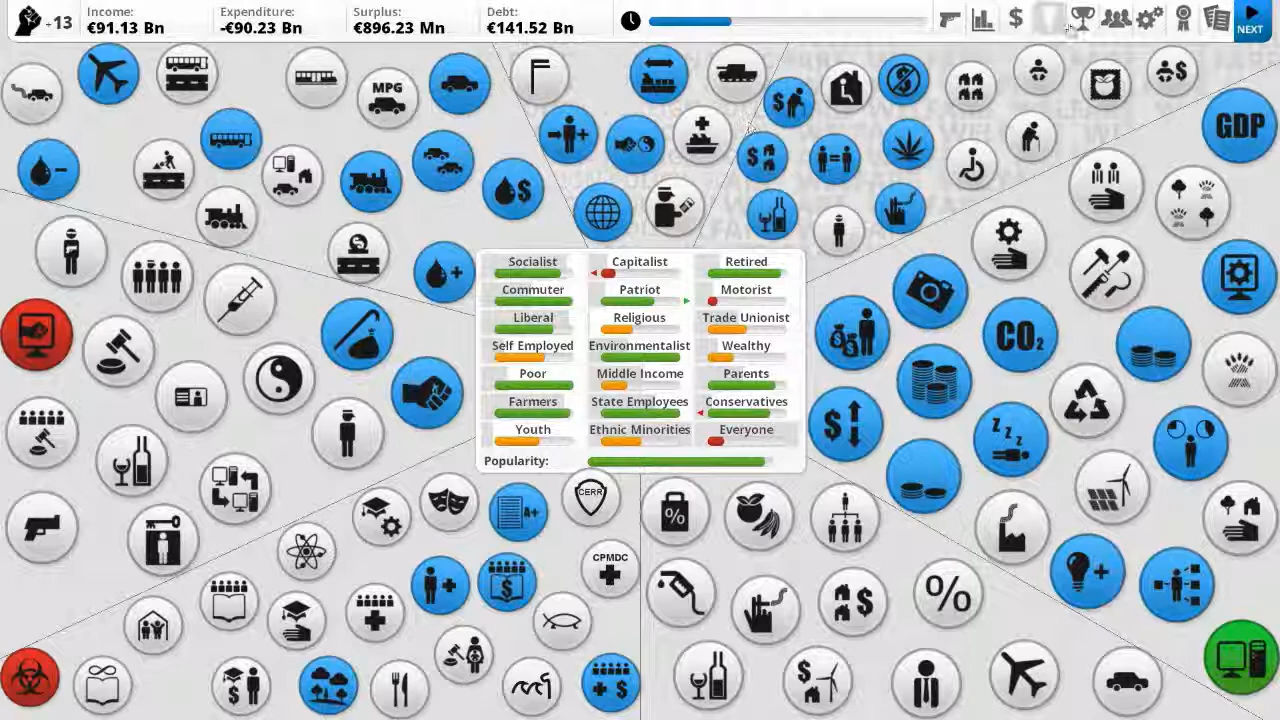 +13
Income: Expenditure: Surplus: Debt:
€91.13 Bn -€90.23 Bn €896.23 Mn €141.52 Bn
NEXT
MPG
GDP
Socialist Capitalist Retired
Commuter Patriot Motorist
Liberal Religious Trade Unionist
Self Employed Environmentalist Wealthy
Poor Middle Income Parents
Farmers State Employees Conservatives
Youth Ethnic Minorities Everyone
Popularity:
CO₂
Z Z Z
CERR
A+
CPMDC
%
%